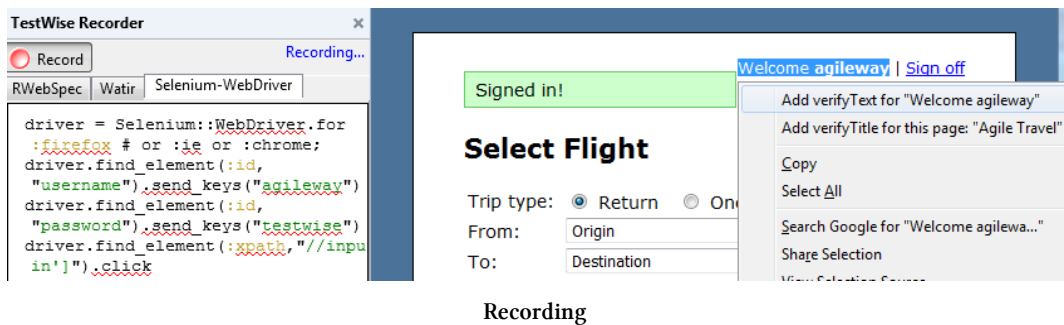 TestWise Recorder
Record
Recording...
RWebSpec Watir Selenium-WebDriver
driver = Selenium::WebDriver.for
:firefox # or :ie or :chrome;
driver.find_element(:id,
"username").send_keys("agileway")
driver.find_element(:id,
"password").send_keys("testwise")
driver.find_element(:xpath,"//inpu
in']").click
Welcome agileway | Sign off
Signed in!
Select Flight
Trip type: Return
From: Origin
To: Destination
Add verifyText for "Welcome agileway"
Add verifyTitle for this page: "Agile Travel"
Copy
Select All
Search Google for "Welcome agilewa..."
Share Selection
View Selection Source
Recording